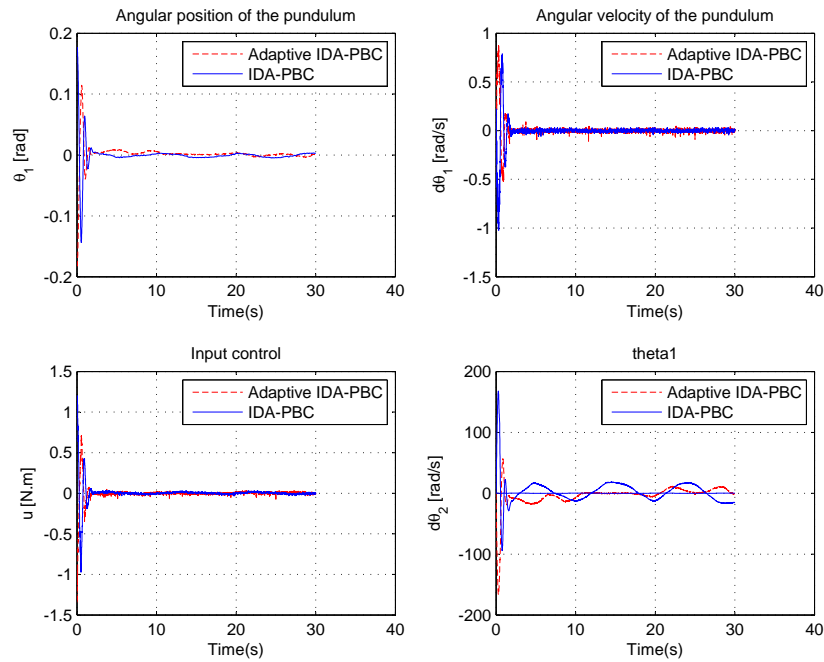 Angular position of the pundulum
0.2
0.1
0
-0.1
-0.2
θ1 [rad]
0
10
20
30
40
Time(s)
Adaptive IDA-PBC
IDA-PBC
Angular velocity of the pundulum
1
0.5
0
-0.5
-1
-1.5
dθ1 [rad/s]
0
10
20
30
40
Time(s)
Adaptive IDA-PBC
IDA-PBC
Input control
1.5
1
0.5
0
-0.5
-1
-1.5
u [N.m]
0
10
20
30
40
Time(s)
Adaptive IDA-PBC
IDA-PBC
theta1
200
100
0
-100
-200
dθ2 [rad/s]
0
10
20
30
40
Time(s)
Adaptive IDA-PBC
IDA-PBC